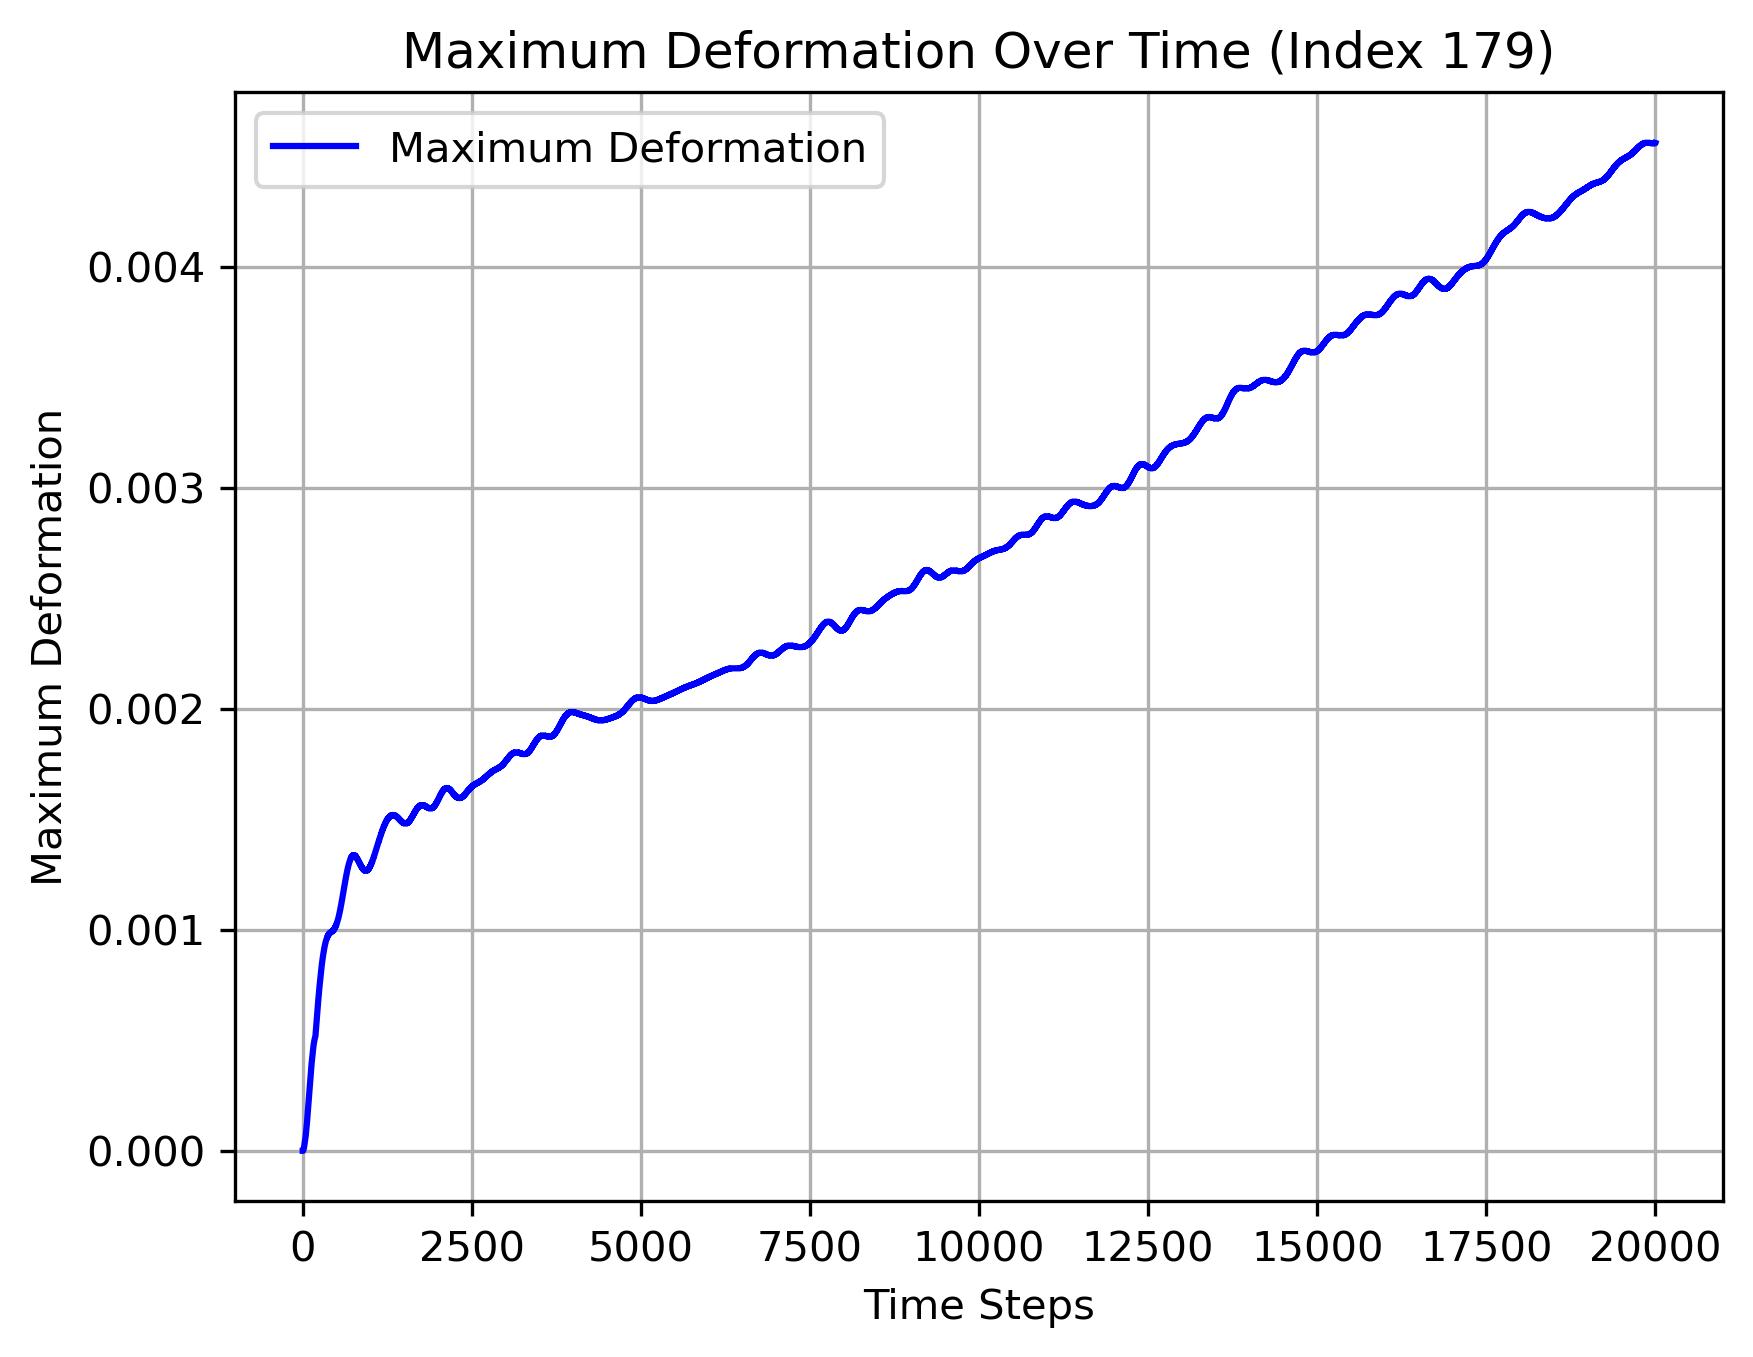 Maximum Deformation Over Time (Index 179)
Maximum Deformation
Maximum Deformation
0.004
0.003
0.002
0.001
0.000
0 2500 5000 7500 10000 12500 15000 17500 20000
Time Steps